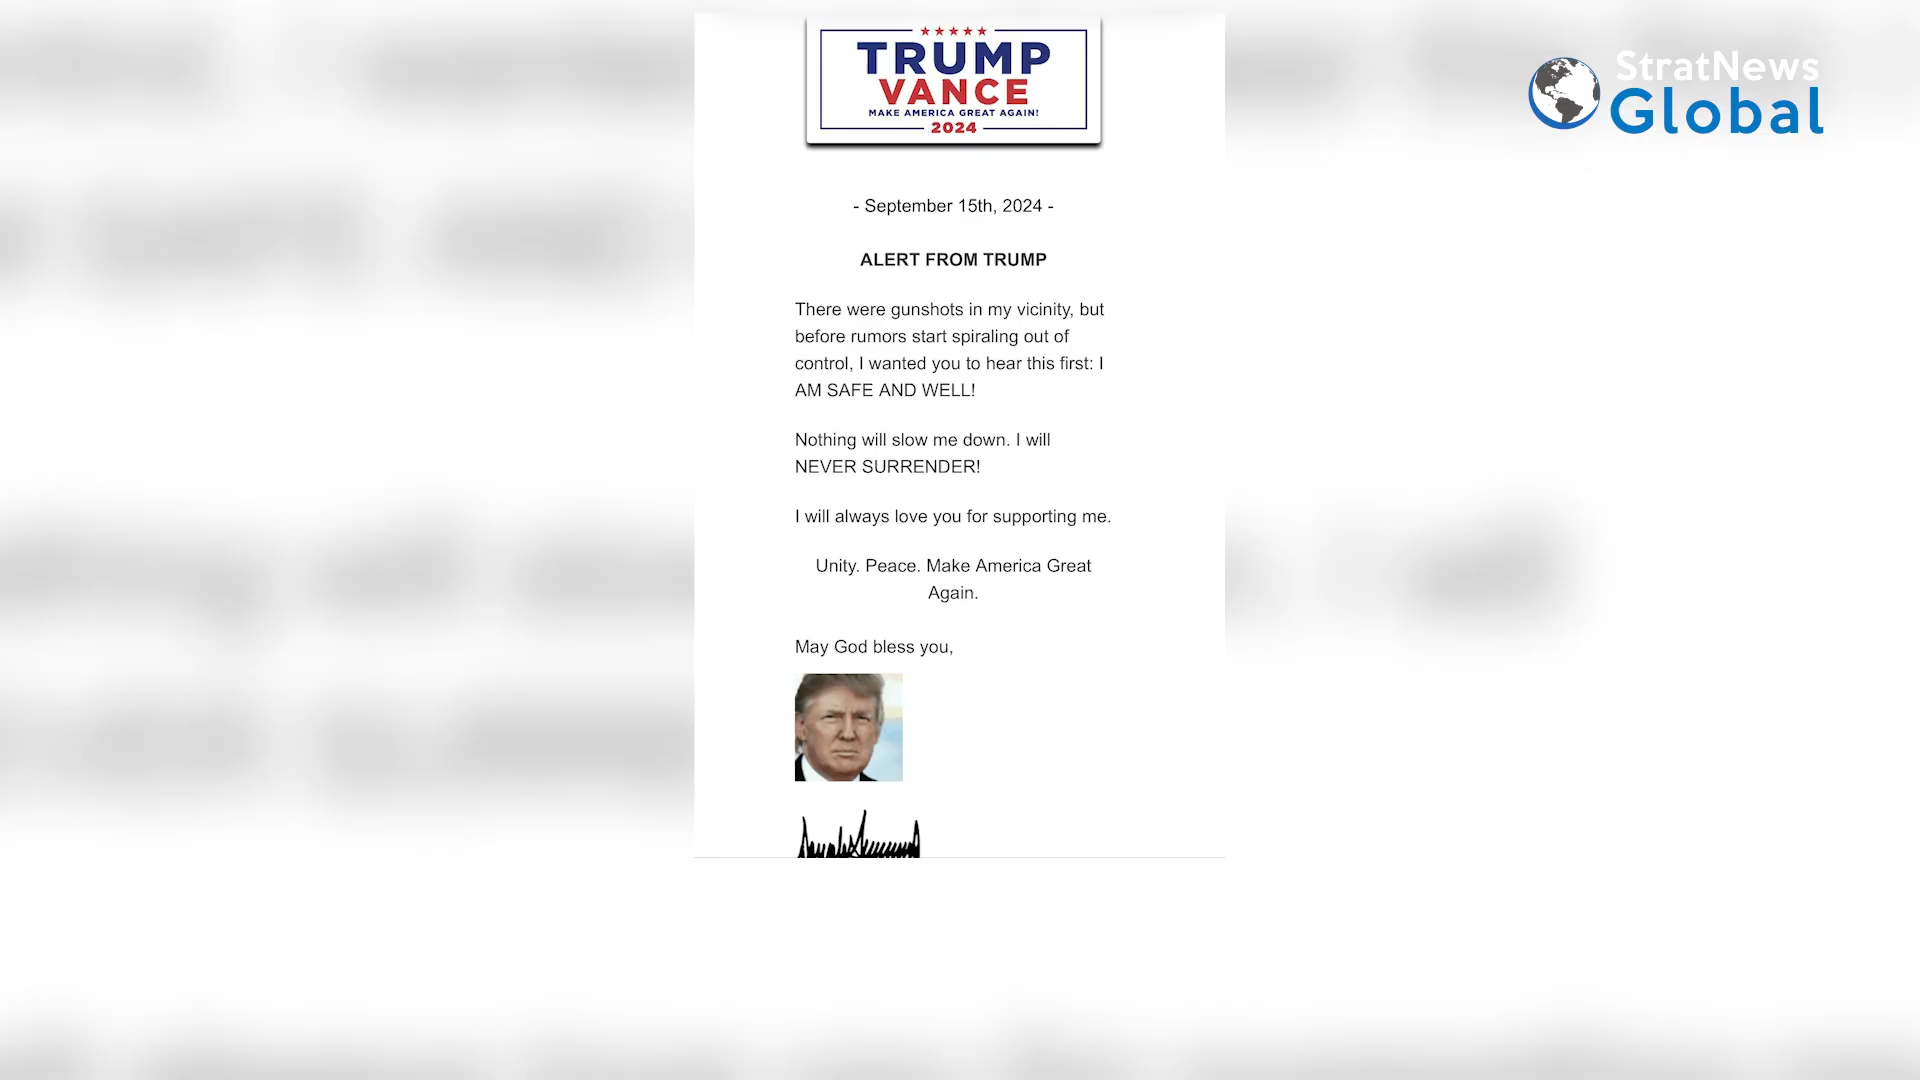 TRUMP
VANCE
MAKE AMERICA GREAT AGAIN!
2024
StratNews
Global
- September 15th, 2024 -
ALERT FROM TRUMP
There were gunshots in my vicinity, but
before rumors start spiraling out of
control, I wanted you to hear this first: I
AM SAFE AND WELL!
Nothing will slow me down. I will
NEVER SURRENDER!
I will always love you for supporting me.
Unity. Peace. Make America Great
Again.
May God bless you,